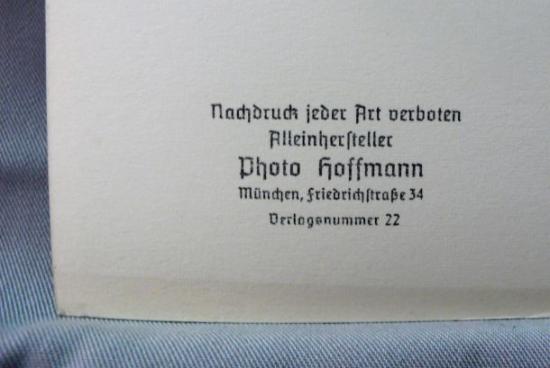 Nachdruck jeder Art verboten
Alleinhersteller
Photo Hoffmann
München, Friedrichstraße 34
Verlagsnummer 22